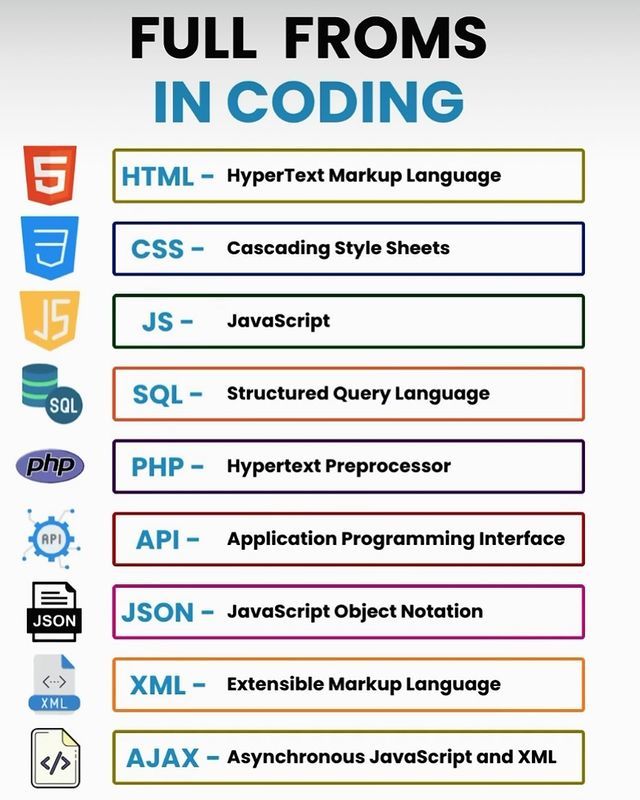 FULL FROMS
IN CODING
5
HTML - HyperText Markup Language
3
CSS - Cascading Style Sheets
JS
JS - JavaScript
SQL
SQL - Structured Query Language
php
PHP - Hypertext Preprocessor
API
API - Application Programming Interface
JSON
JSON - JavaScript Object Notation
<··>
XML
XML - Extensible Markup Language
</>
AJAX - Asynchronous JavaScript and XML